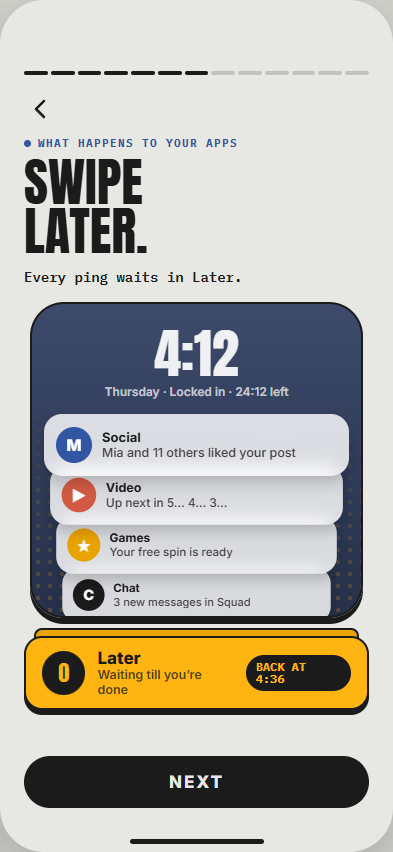 WHAT HAPPENS TO YOUR APPS
SWIPE
LATER.
Every ping waits in Later.
4:12
Thursday · Locked in · 24:12 left
M
Social
Mia and 11 others liked your post
Video
Up next in 5... 4... 3...
Games
Your free spin is ready
C
Chat
3 new messages in Squad
0
Later
Waiting till you’re
done
BACK AT
4:36
NEXT